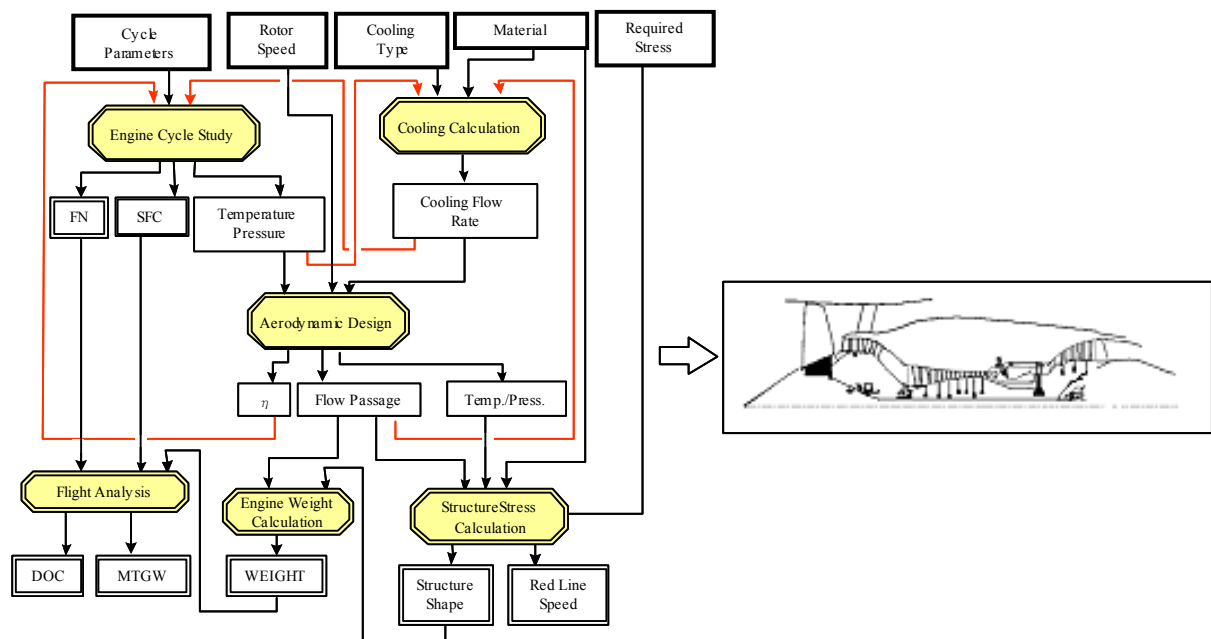 Cycle
Parameters
Rotor
Speed
Cooling
Type
Material
Required
Stress
Engine Cycle Study
Cooling Calculation
FN
SFC
Temperature
Pressure
Cooling Flow
Rate
Aerodynamic Design
η
Flow Passage
Temp./Press.
Flight Analysis
Engine Weight
Calculation
StructureStress
Calculation
DOC
MTGW
WEIGHT
Structure
Shape
Red Line
Speed